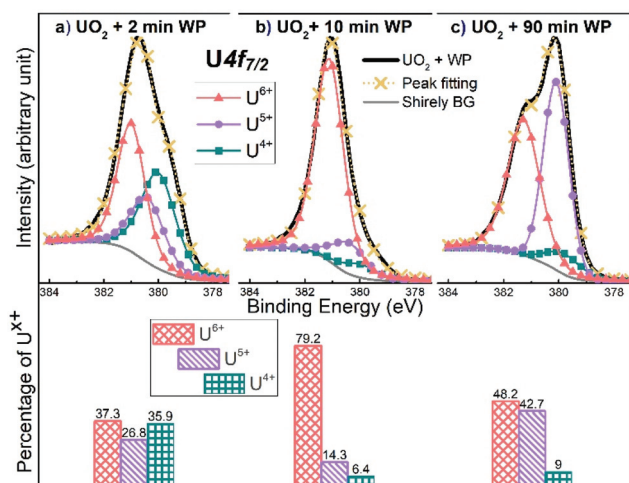 a) UO₂ + 2 min WP
b) UO₂ + 10 min WP
c) UO₂ + 90 min WP
U4f7/2
U⁶⁺
U⁵⁺
U⁴⁺
UO₂ + WP
Peak fitting
Shirely BG
Intensity (arbitrary unit)
384 382 380 378
384 382 380 378
384 382 380 378
Binding Energy (eV)
Percentage of Uˣ⁺
U⁶⁺
U⁵⁺
U⁴⁺
37.3 26.8 35.9
79.2 14.3 6.4
48.2 42.7 9